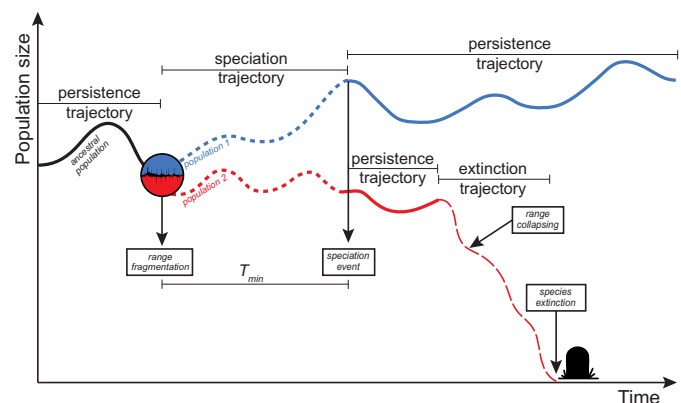 persistence
trajectory
speciation
trajectory
persistence
trajectory
Population size
ancestral
population
population 1
population 2
persistence
trajectory
extinction
trajectory
range
collapsing
range
fragmentation
speciation
event
Tmin
species
extinction
Time